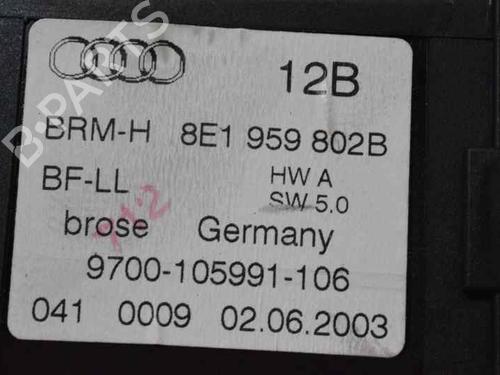 12B
BRM-H 8E1 959 802B
BF-LL HW A
SW 5.0
brose Germany
9700-105991-106
041 0009 02.06.2003
B-PARTS